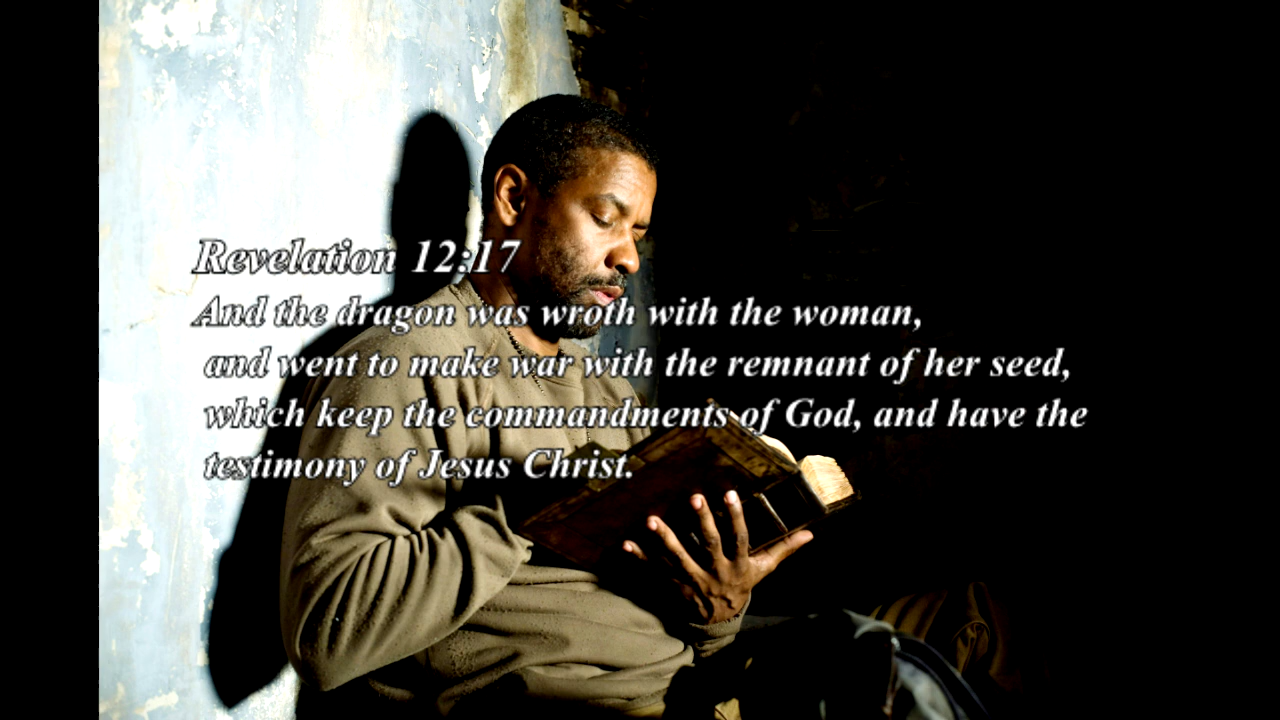 Revelation 12:17
And the dragon was wroth with the woman,
and went to make war with the remnant of her seed,
which keep the commandments of God, and have the
testimony of Jesus Christ.